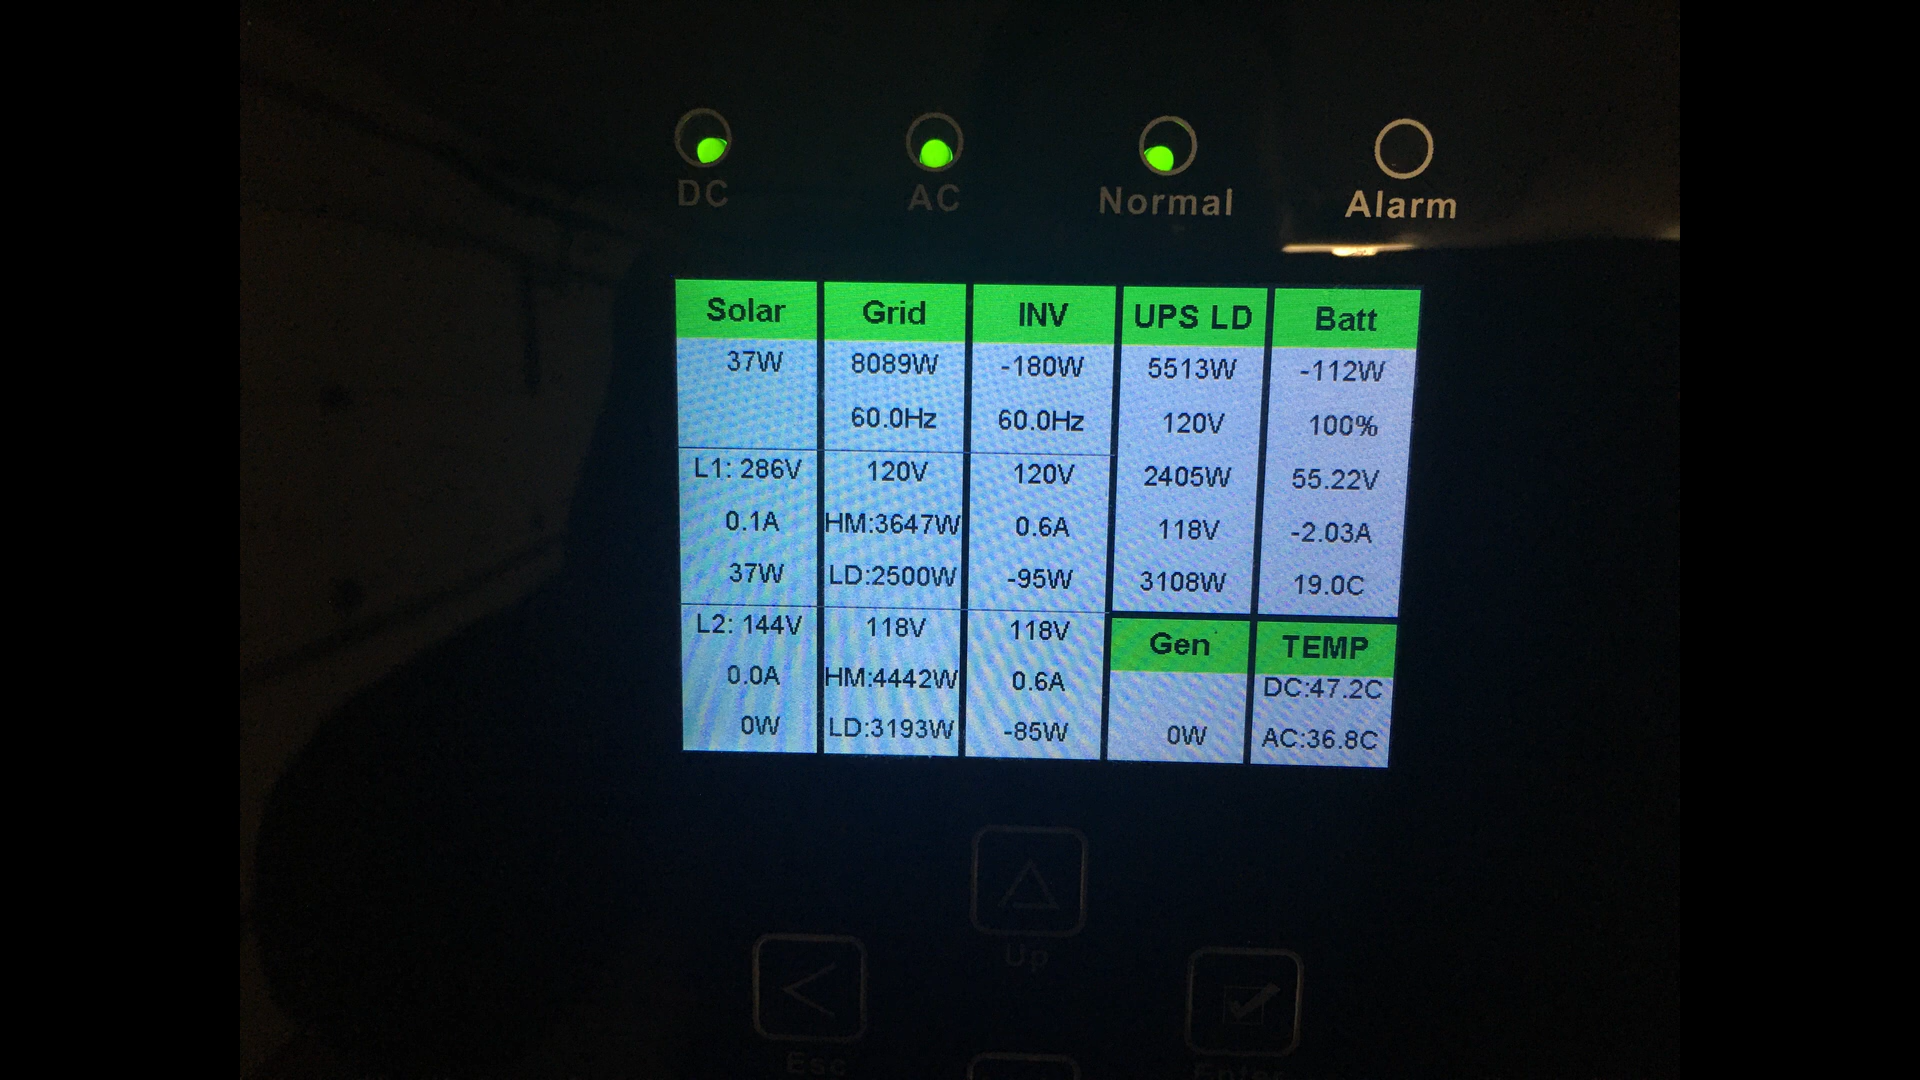 DC AC Normal Alarm
Solar Grid INV UPS LD Batt
37W 8089W -180W 5513W -112W
60.0Hz 60.0Hz 120V 100%
L1: 286V 120V 120V 2405W 55.22V
0.1A HM:3647W 0.6A 118V -2.03A
37W LD:2500W -95W 3108W 19.0C
L2: 144V 118V 118V Gen TEMP
0.0A HM:4442W 0.6A DC:47.2C
0W LD:3193W -85W 0W AC:36.8C
Up
Esc Enter